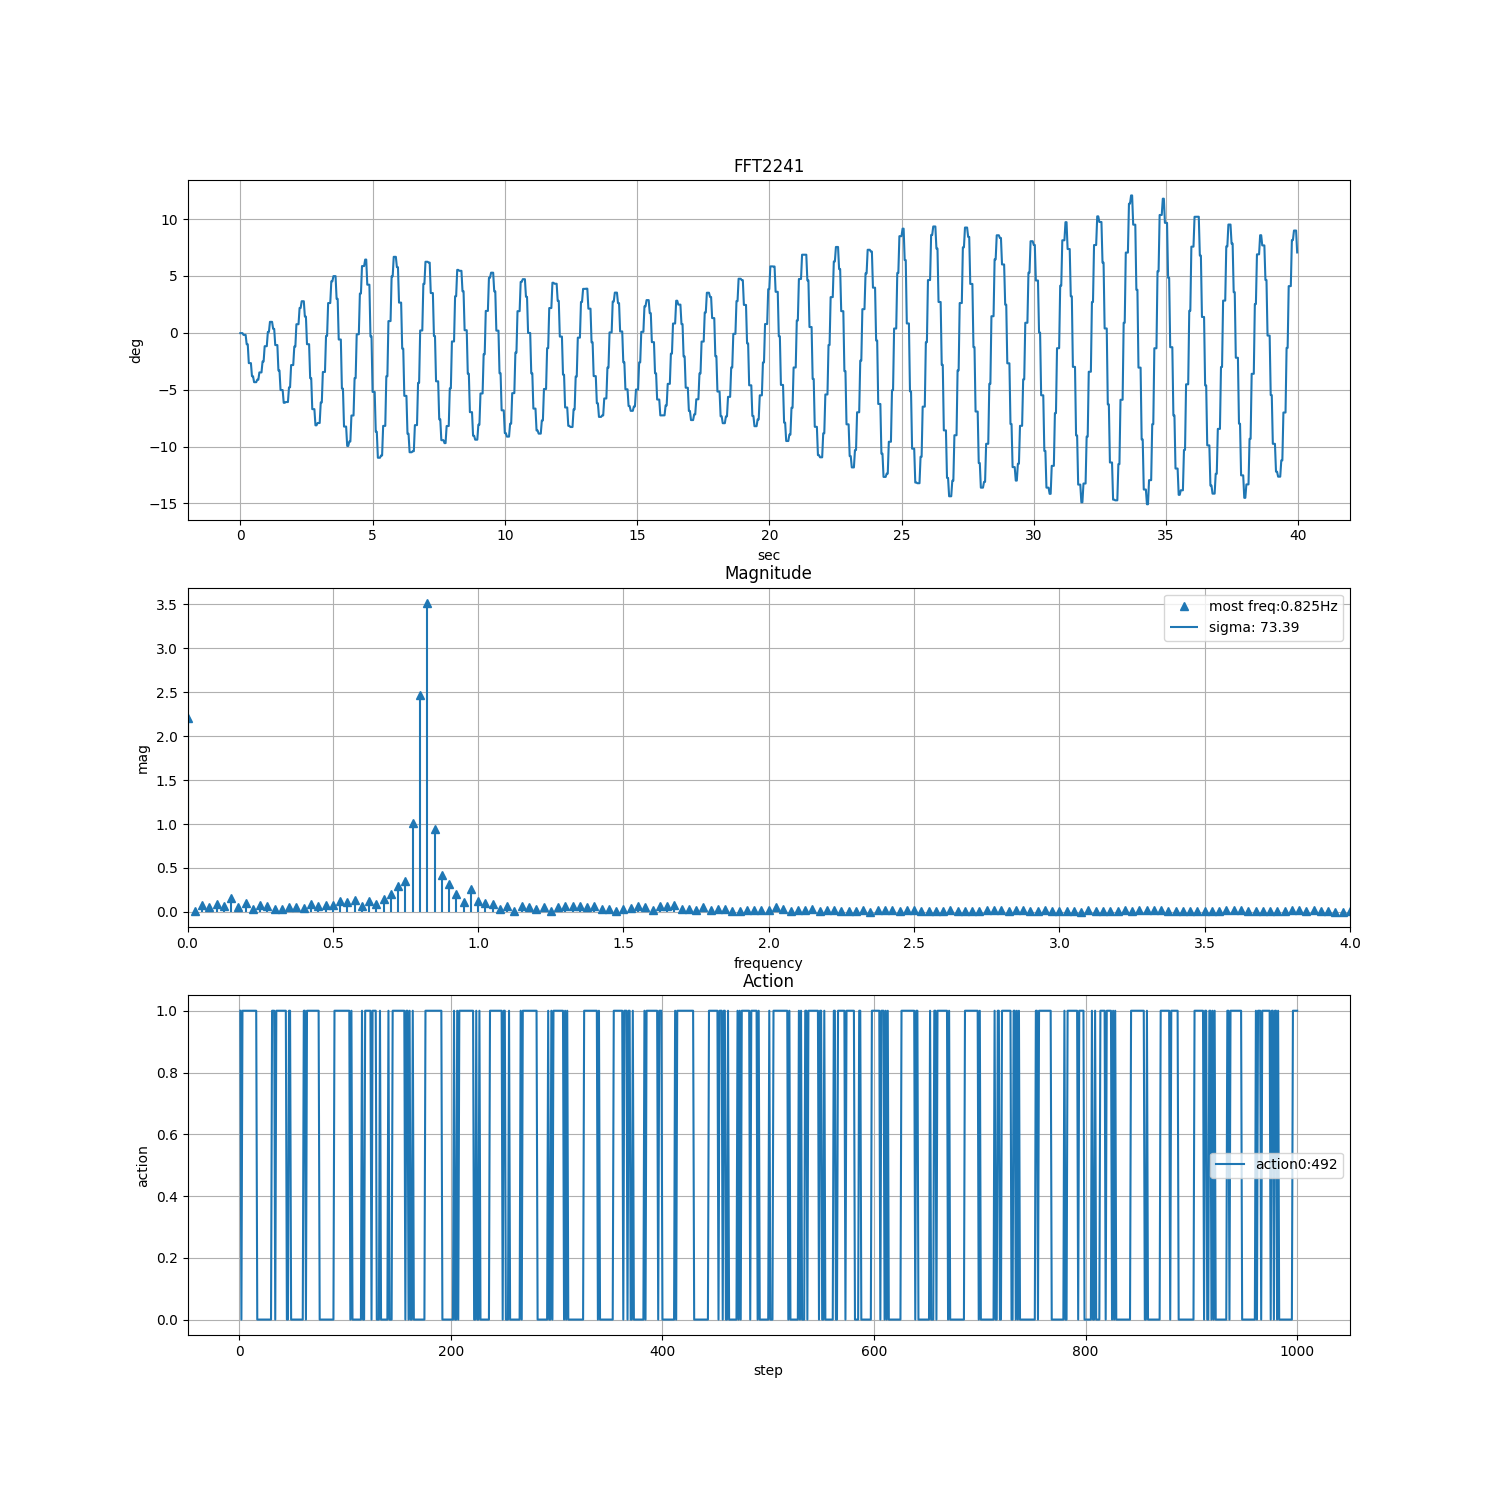 FFT2241
10
5
0
−5
−10
−15
deg
0 5 10 15 20 25 30 35 40
sec
Magnitude
3.5
3.0
2.5
2.0
1.5
1.0
0.5
0.0
mag
most freq:0.825Hz
sigma: 73.39
0.0 0.5 1.0 1.5 2.0 2.5 3.0 3.5 4.0
frequency
Action
1.0
0.8
0.6
0.4
0.2
0.0
action
action0:492
0 200 400 600 800 1000
step